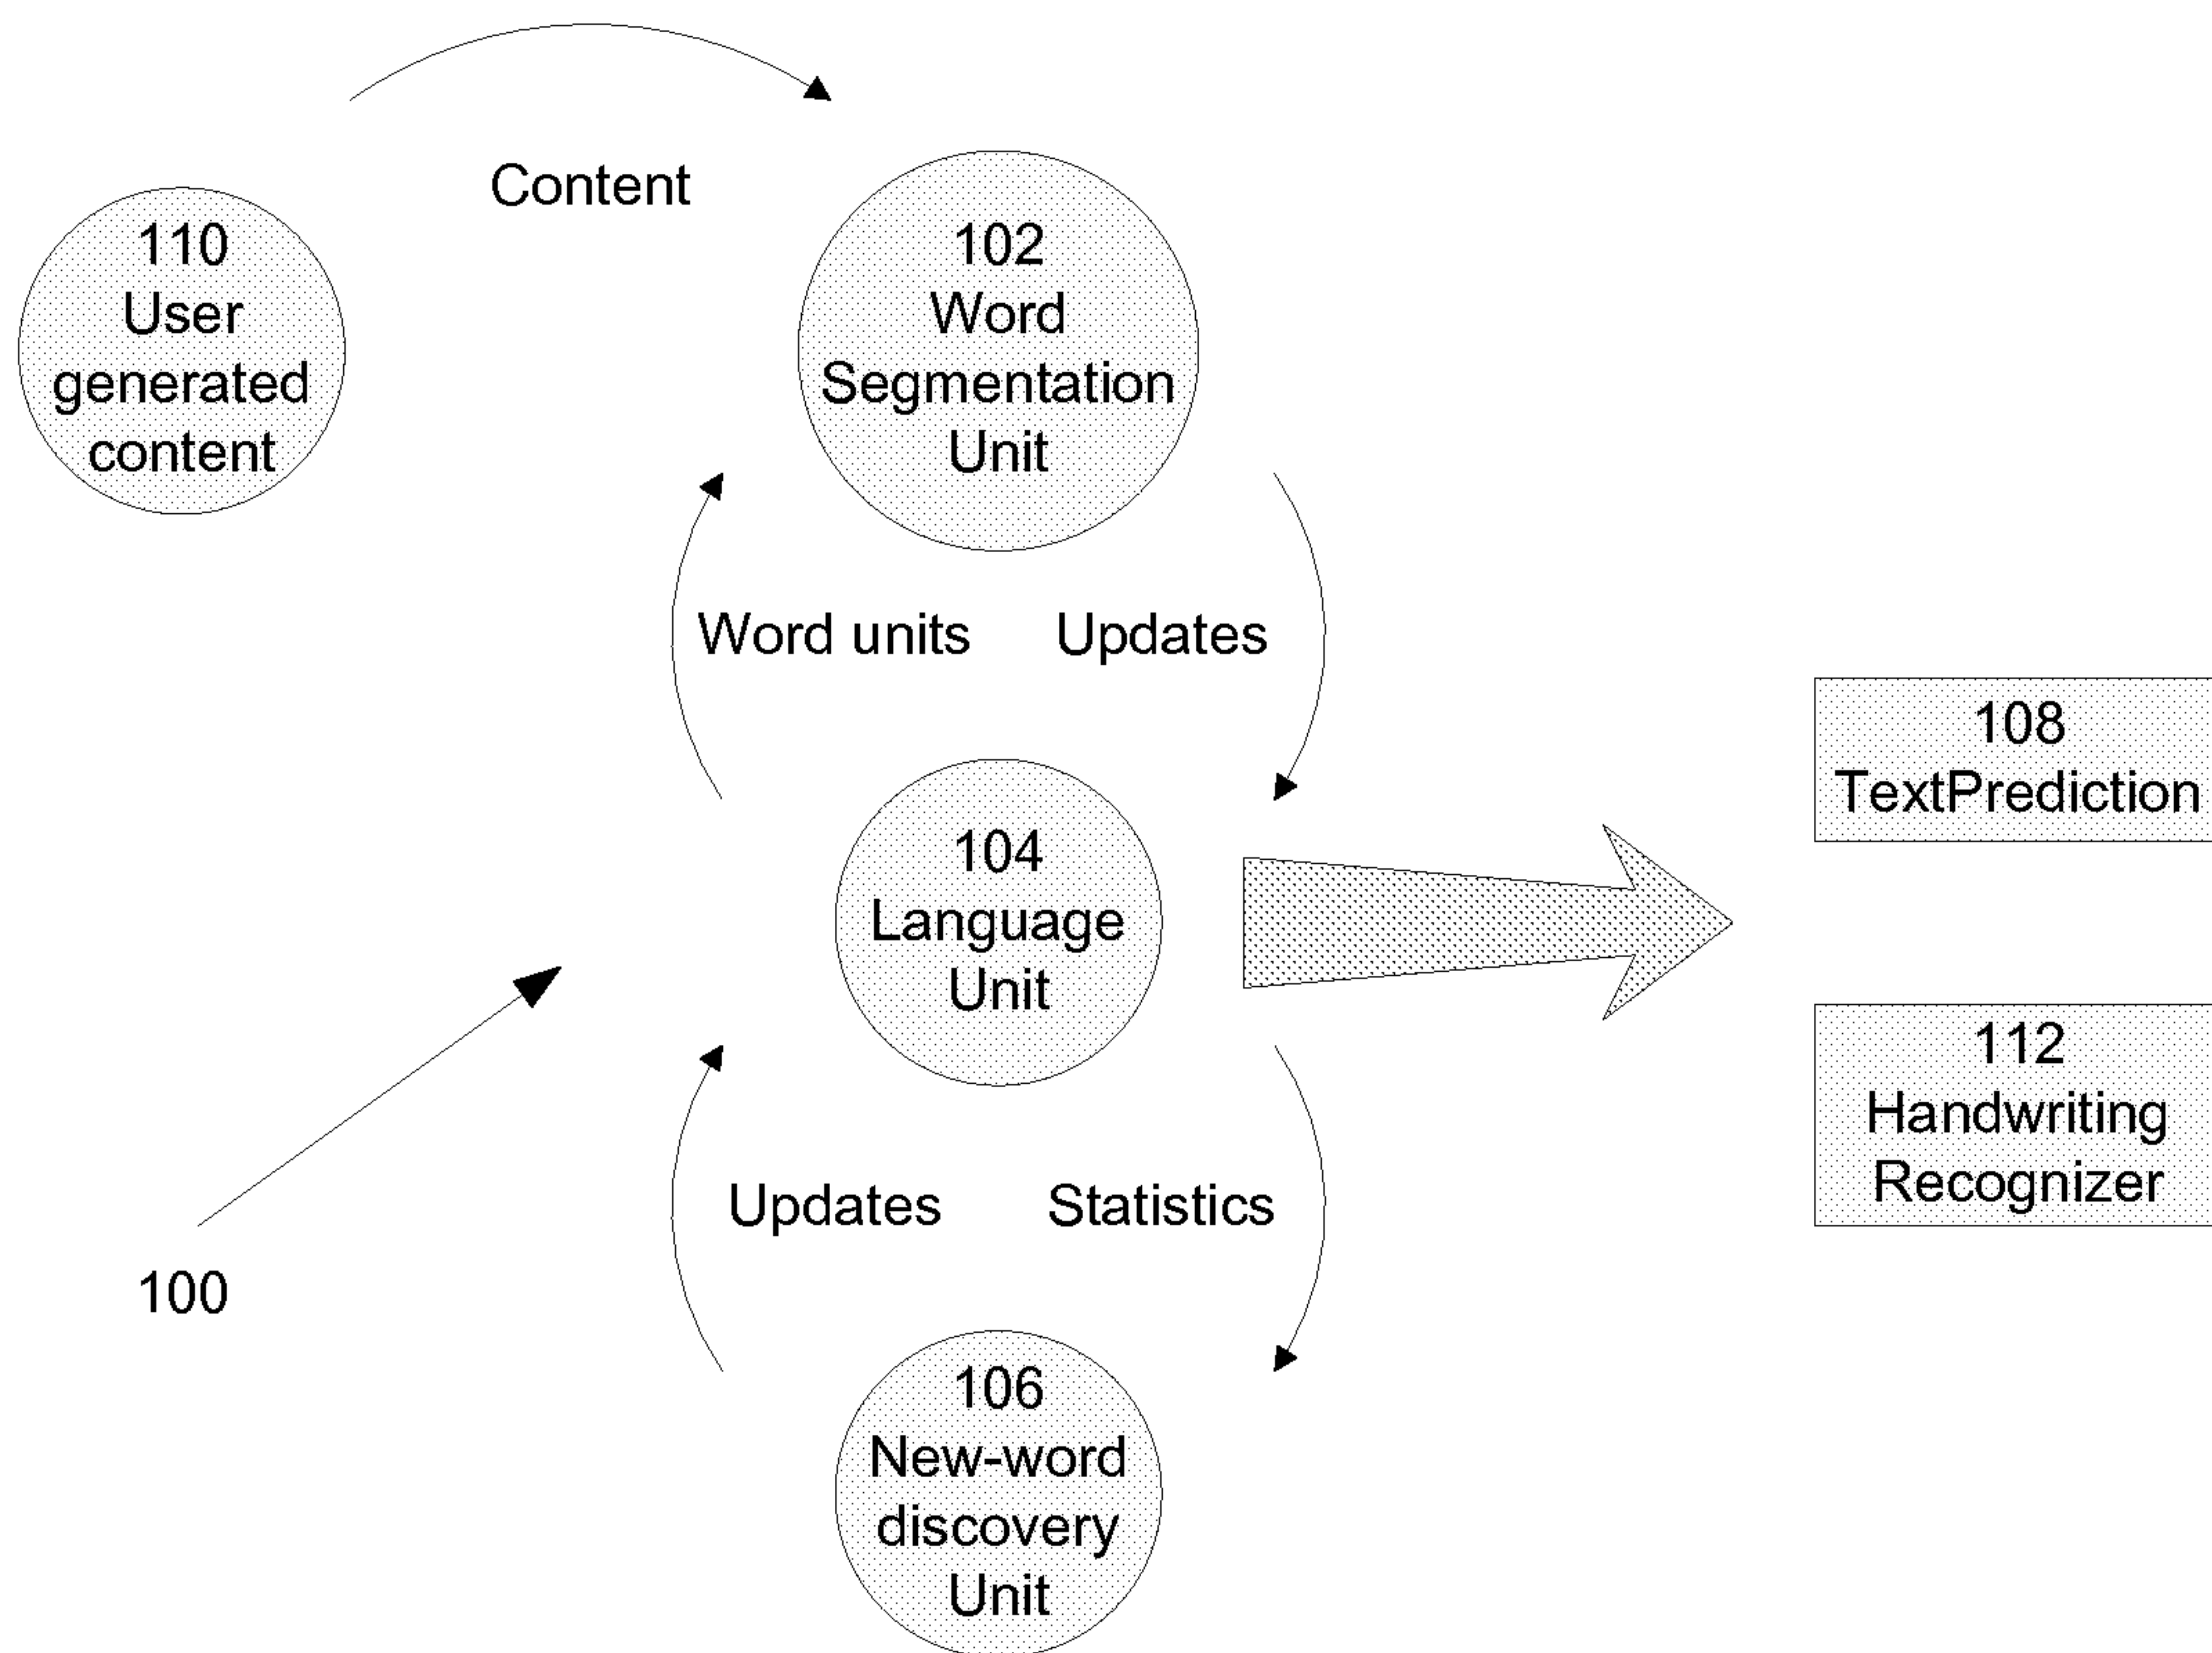 Content
110
User
generated
content
102
Word
Segmentation
Unit
Word units
Updates
104
Language
Unit
108
TextPrediction
112
Handwriting
Recognizer
Updates
Statistics
100
106
New-word
discovery
Unit